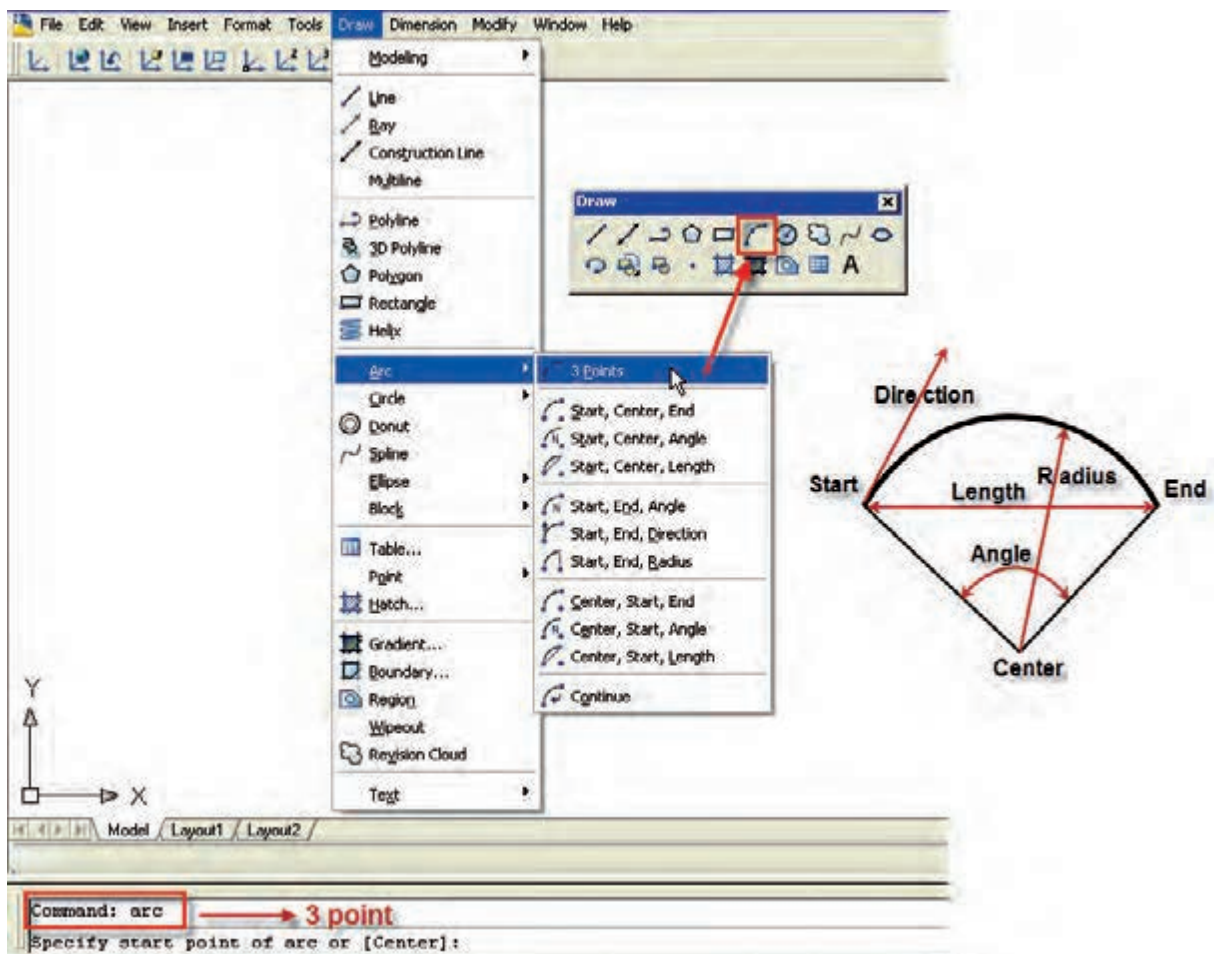 File Edit View Insert Format Tools Draw Dimension Modify Window Help
Modeling
Line
Ray
Construction Line
Multiline
Polyline
3D Polyline
Polygon
Rectangle
Helix
Arc
Circle
Donut
Spline
Ellipse
Block
Table...
Point
Hatch...
Gradient...
Boundary...
Region
Wipeout
Revision Cloud
Text
3 Points
Start, Center, End
Start, Center, Angle
Start, Center, Length
Start, End, Angle
Start, End, Direction
Start, End, Radius
Center, Start, End
Center, Start, Angle
Center, Start, Length
Continue
Draw
A
Direction
Start
Length
Radius
End
Angle
Center
Y
X
Model Layout1 Layout2
Command: arc
3 point
Specify start point of arc or [Center]: